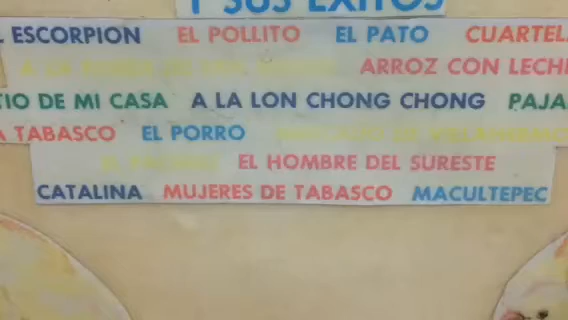 Y SUS EXITOS
EL ESCORPION EL POLLITO EL PATO CUARTEL
ARROZ CON LECHE
TIO DE MI CASA A LA LON CHONG CHONG PAJA
A TABASCO EL PORRO
EL HOMBRE DEL SURESTE
CATALINA MUJERES DE TABASCO MACULTEPEC